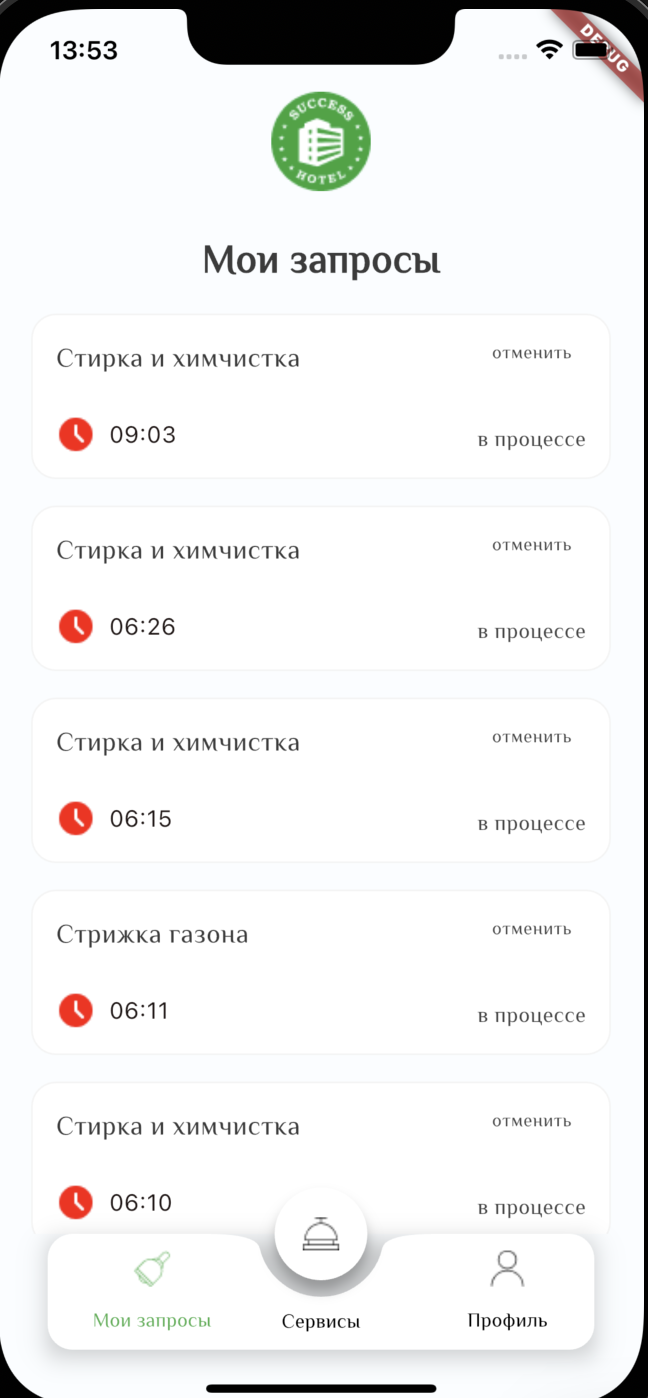 13:53
DEBUG
SUCCESS
HOTEL
Мои запросы
Стирка и химчистка
отменить
09:03
в процессе
Стирка и химчистка
отменить
06:26
в процессе
Стирка и химчистка
отменить
06:15
в процессе
Стрижка газона
отменить
06:11
в процессе
Стирка и химчистка
отменить
06:10
в процессе
Мои запросы
Сервисы
Профиль